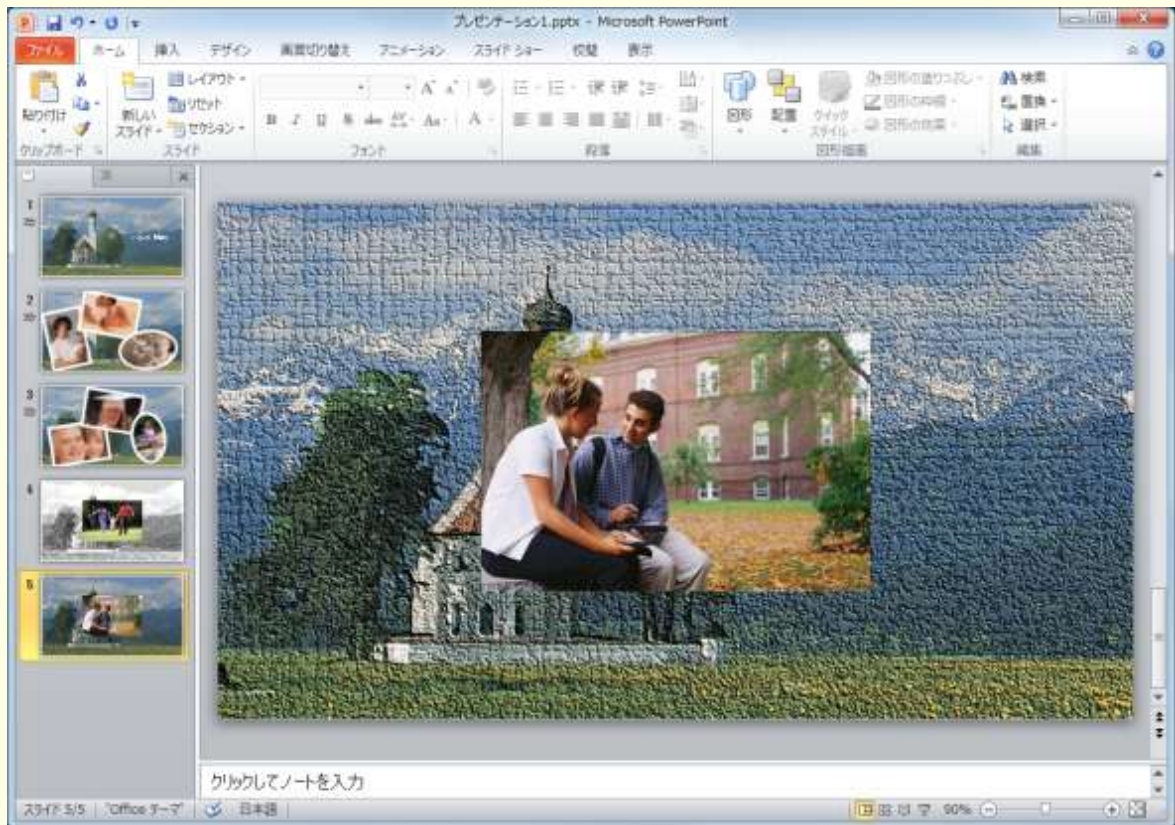 プレゼンテーション1.pptx - Microsoft PowerPoint
ファイル ホーム 挿入 デザイン 画面切り替え アニメーション スライド ショー 校閲 表示
貼り付け
新しい
スライド
レイアウト
リセット
セクション
B I U S abc AV Aa A
図形 配置 クイック
スタイル
図形の塗りつぶし
図形の枠線
図形の効果
検索
置換
選択
クリップボード スライド フォント 段落 図形描画 編集
1
2
3
4
5
クリックしてノートを入力
スライド 5/5 "Office テーマ" 日本語 90%